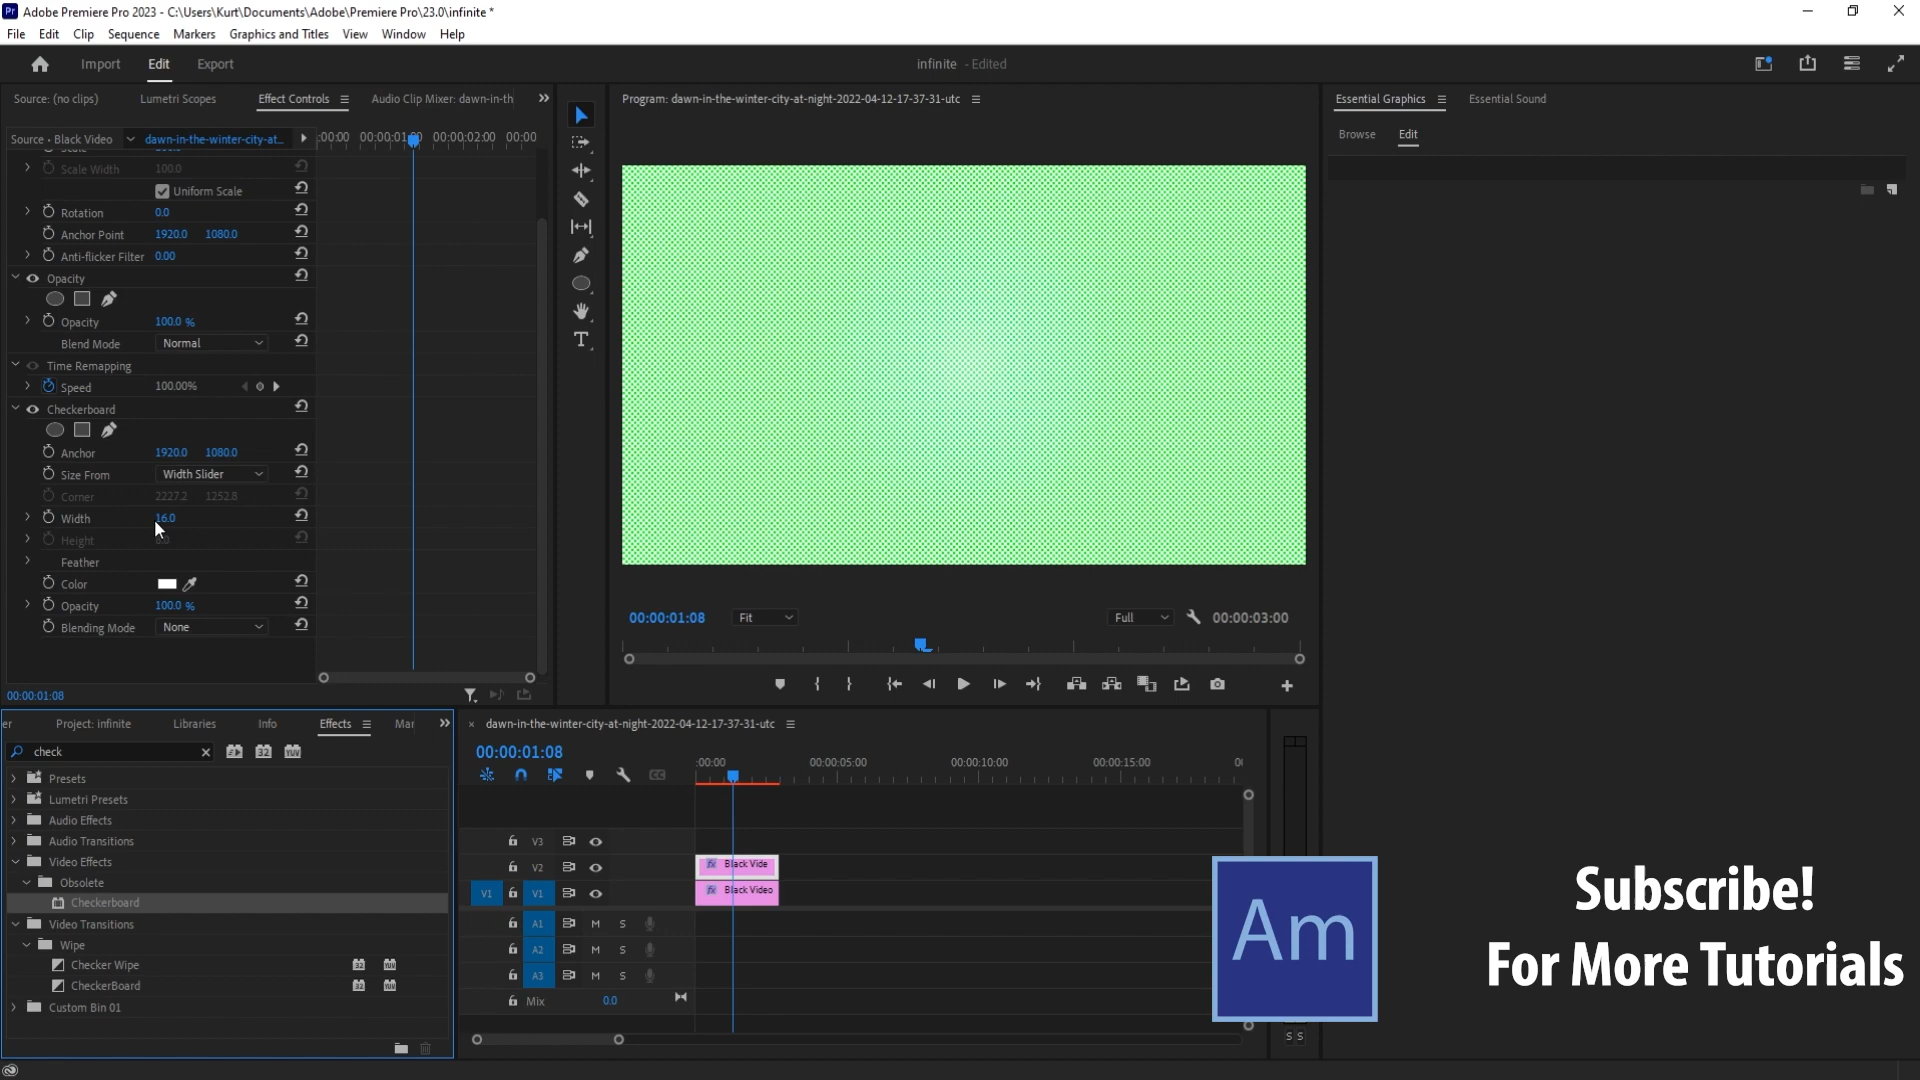 Adobe Premiere Pro 2023 - C:\Users\Kurt\Documents\Adobe\Premiere Pro\23.0\infinite *
File Edit Clip Sequence Markers Graphics and Titles View Window Help
Import Edit Export
infinite - Edited
Source: (no clips) Lumetri Scopes Effect Controls Audio Clip Mixer: dawn-in-th
Program: dawn-in-the-winter-city-at-night-2022-04-12-17-37-31-utc
Essential Graphics Essential Sound
Browse Edit
Source • Black Video dawn-in-the-winter-city-at...
:00:00 00:00:01:00 00:00:02:00 00:00
Scale Width 100.0
Uniform Scale
Rotation 0.0
Anchor Point 1920.0 1080.0
Anti-flicker Filter 0.00
Opacity
Opacity 100.0 %
Blend Mode Normal
Time Remapping
Speed 100.00%
Checkerboard
Anchor 1920.0 1080.0
Size From Width Slider
Corner 2227.2 1252.8
Width 16.0
Height
Feather
Color
Opacity 100.0 %
Blending Mode None
00:00:01:08
00:00:01:08 Fit Full 00:00:03:00
er Project: infinite Libraries Info Effects Mar
check
Presets
Lumetri Presets
Audio Effects
Audio Transitions
Video Effects
Obsolete
Checkerboard
Video Transitions
Wipe
Checker Wipe
CheckerBoard
Custom Bin 01
dawn-in-the-winter-city-at-night-2022-04-12-17-37-31-utc
00:00:01:08
:00:00 00:00:05:00 00:00:10:00 00:00:15:00
V3
V2 fx Black Vide
V1 V1 fx Black Video
A1 M S
A2 M S
A3 M S
Mix 0.0
S S
Am
Subscribe!
For More Tutorials